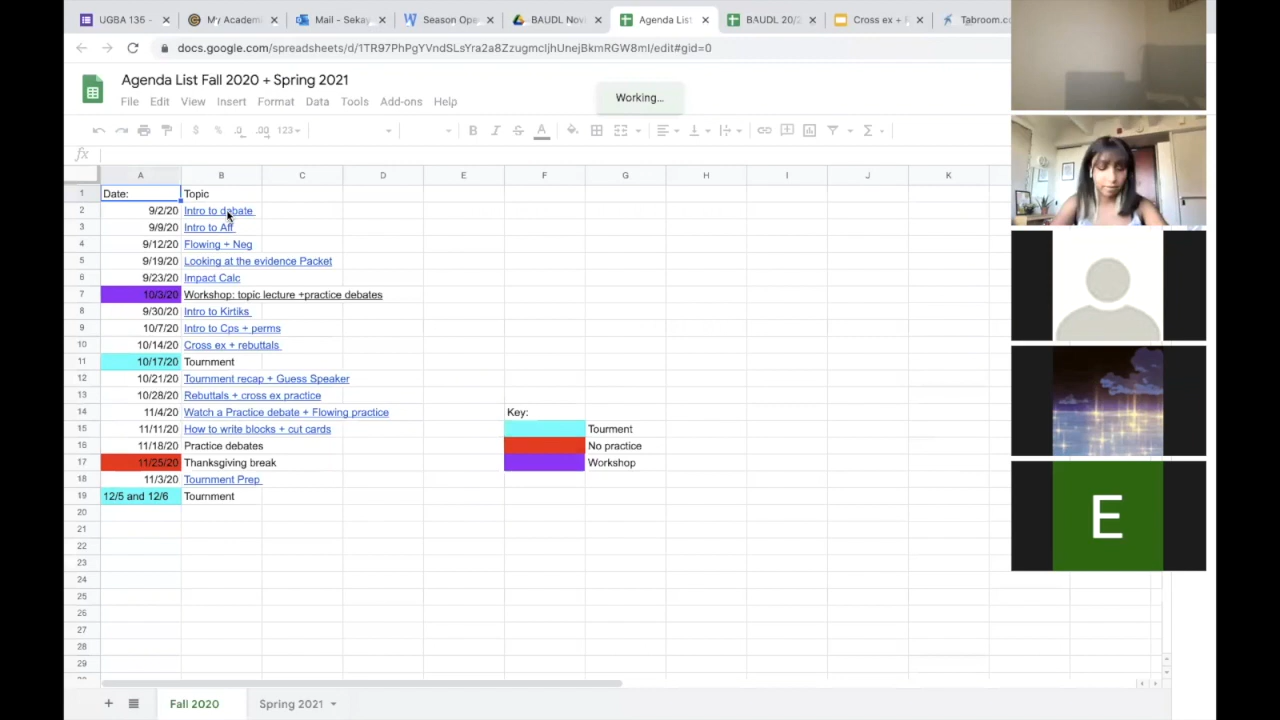 UGBA 135 -
My Academ
Mail - Sekay
Season Ope
BAUDL Nov
Agenda List
BAUDL 20/2
Cross ex +
Tabroom.co
docs.google.com/spreadsheets/d/1TR97PhPgYVndSLsYra2a8ZzugmcljhUnejBkmRGW8mI/edit#gid=0
Agenda List Fall 2020 + Spring 2021
File Edit View Insert Format Data Tools Add-ons Help
Working...
$ % .0 .00 123
B I S A
fx
A B C D E F G H I J K
1 Date: Topic
2 9/2/20 Intro to debate
3 9/9/20 Intro to Aff
4 9/12/20 Flowing + Neg
5 9/19/20 Looking at the evidence Packet
6 9/23/20 Impact Calc
7 10/3/20 Workshop: topic lecture +practice debates
8 9/30/20 Intro to Kirtiks
9 10/7/20 Intro to Cps + perms
10 10/14/20 Cross ex + rebuttals
11 10/17/20 Tournment
12 10/21/20 Tournment recap + Guess Speaker
13 10/28/20 Rebuttals + cross ex practice
14 11/4/20 Watch a Practice debate + Flowing practice Key:
15 11/11/20 How to write blocks + cut cards Tourment
16 11/18/20 Practice debates No practice
17 11/25/20 Thanksgiving break Workshop
18 11/3/20 Tournment Prep
19 12/5 and 12/6 Tournment
20
21
22
23
24
25
26
27
28
29
Fall 2020 Spring 2021
E